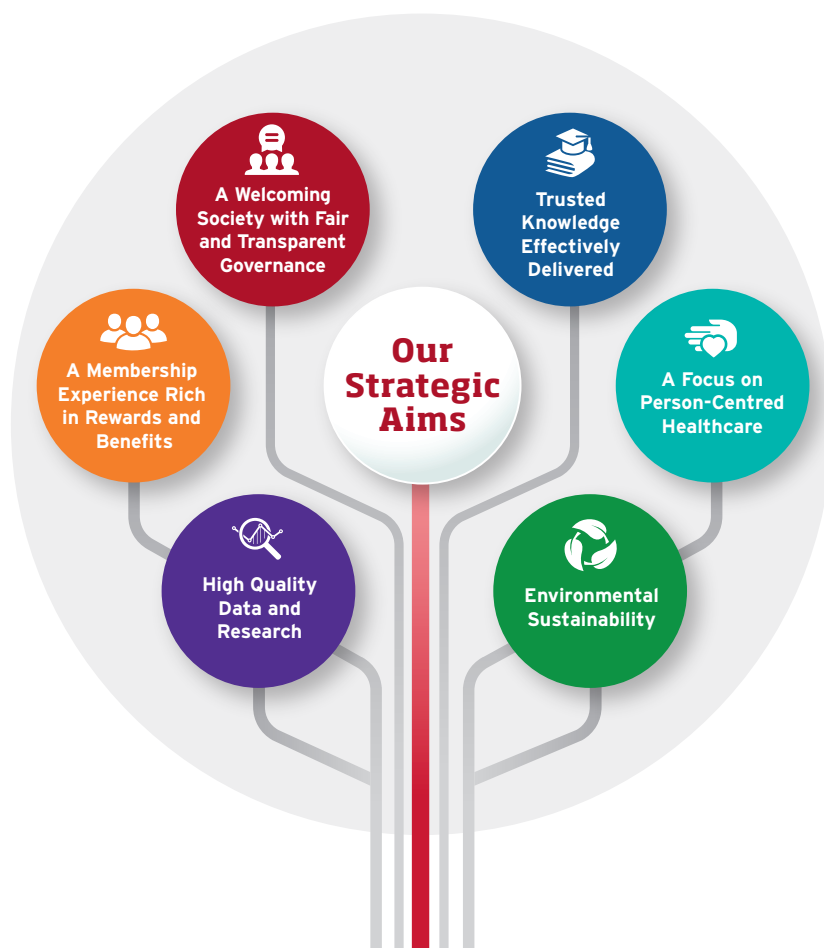 A Welcoming
Society with Fair
and Transparent
Governance
Trusted
Knowledge
Effectively
Delivered
Our
Strategic
Aims
A Membership
Experience Rich
in Rewards and
Benefits
A Focus on
Person-Centred
Healthcare
High Quality
Data and
Research
Environmental
Sustainability